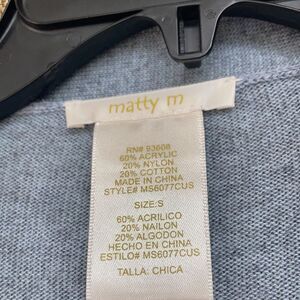 matty m
RN# 93608
60% ACRYLIC
20% NYLON
20% COTTON
MADE IN CHINA
STYLE# MS6077CUS
SIZE:S
60% ACRILICO
20% NAILON
20% ALGODON
HECHO EN CHINA
ESTILO# MS6077CUS
TALLA: CHICA